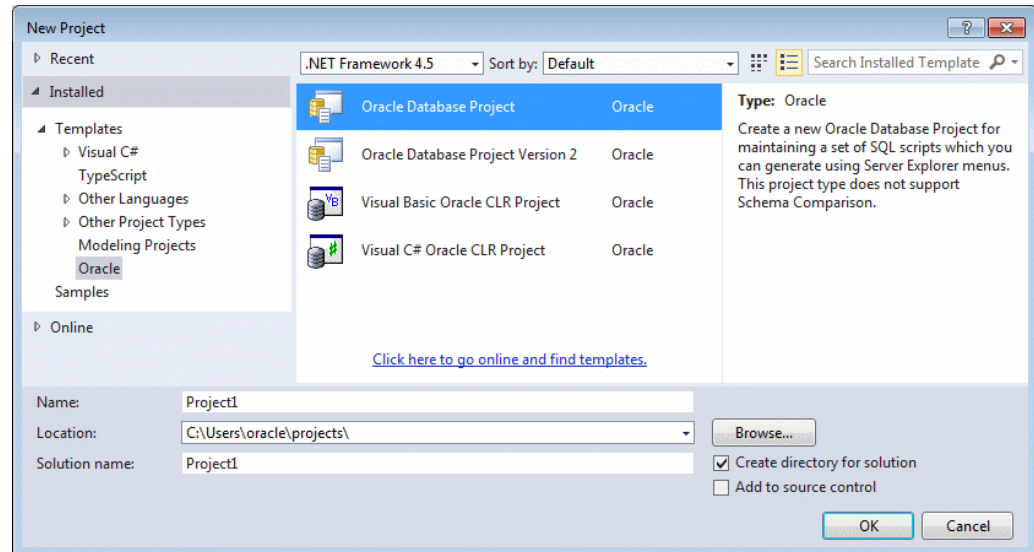 New Project
Recent
.NET Framework 4.5 Sort by: Default Search Installed Template
Installed
Templates
Visual C#
TypeScript
Other Languages
Other Project Types
Modeling Projects
Oracle
Samples
Online
Oracle Database Project Oracle
Oracle Database Project Version 2 Oracle
VB Visual Basic Oracle CLR Project Oracle
# Visual C# Oracle CLR Project Oracle
Click here to go online and find templates.
Type: Oracle
Create a new Oracle Database Project for
maintaining a set of SQL scripts which you
can generate using Server Explorer menus.
This project type does not support
Schema Comparison.
Name: Project1
Location: C:\Users\oracle\projects\ Browse...
Solution name: Project1
Create directory for solution
Add to source control
OK Cancel